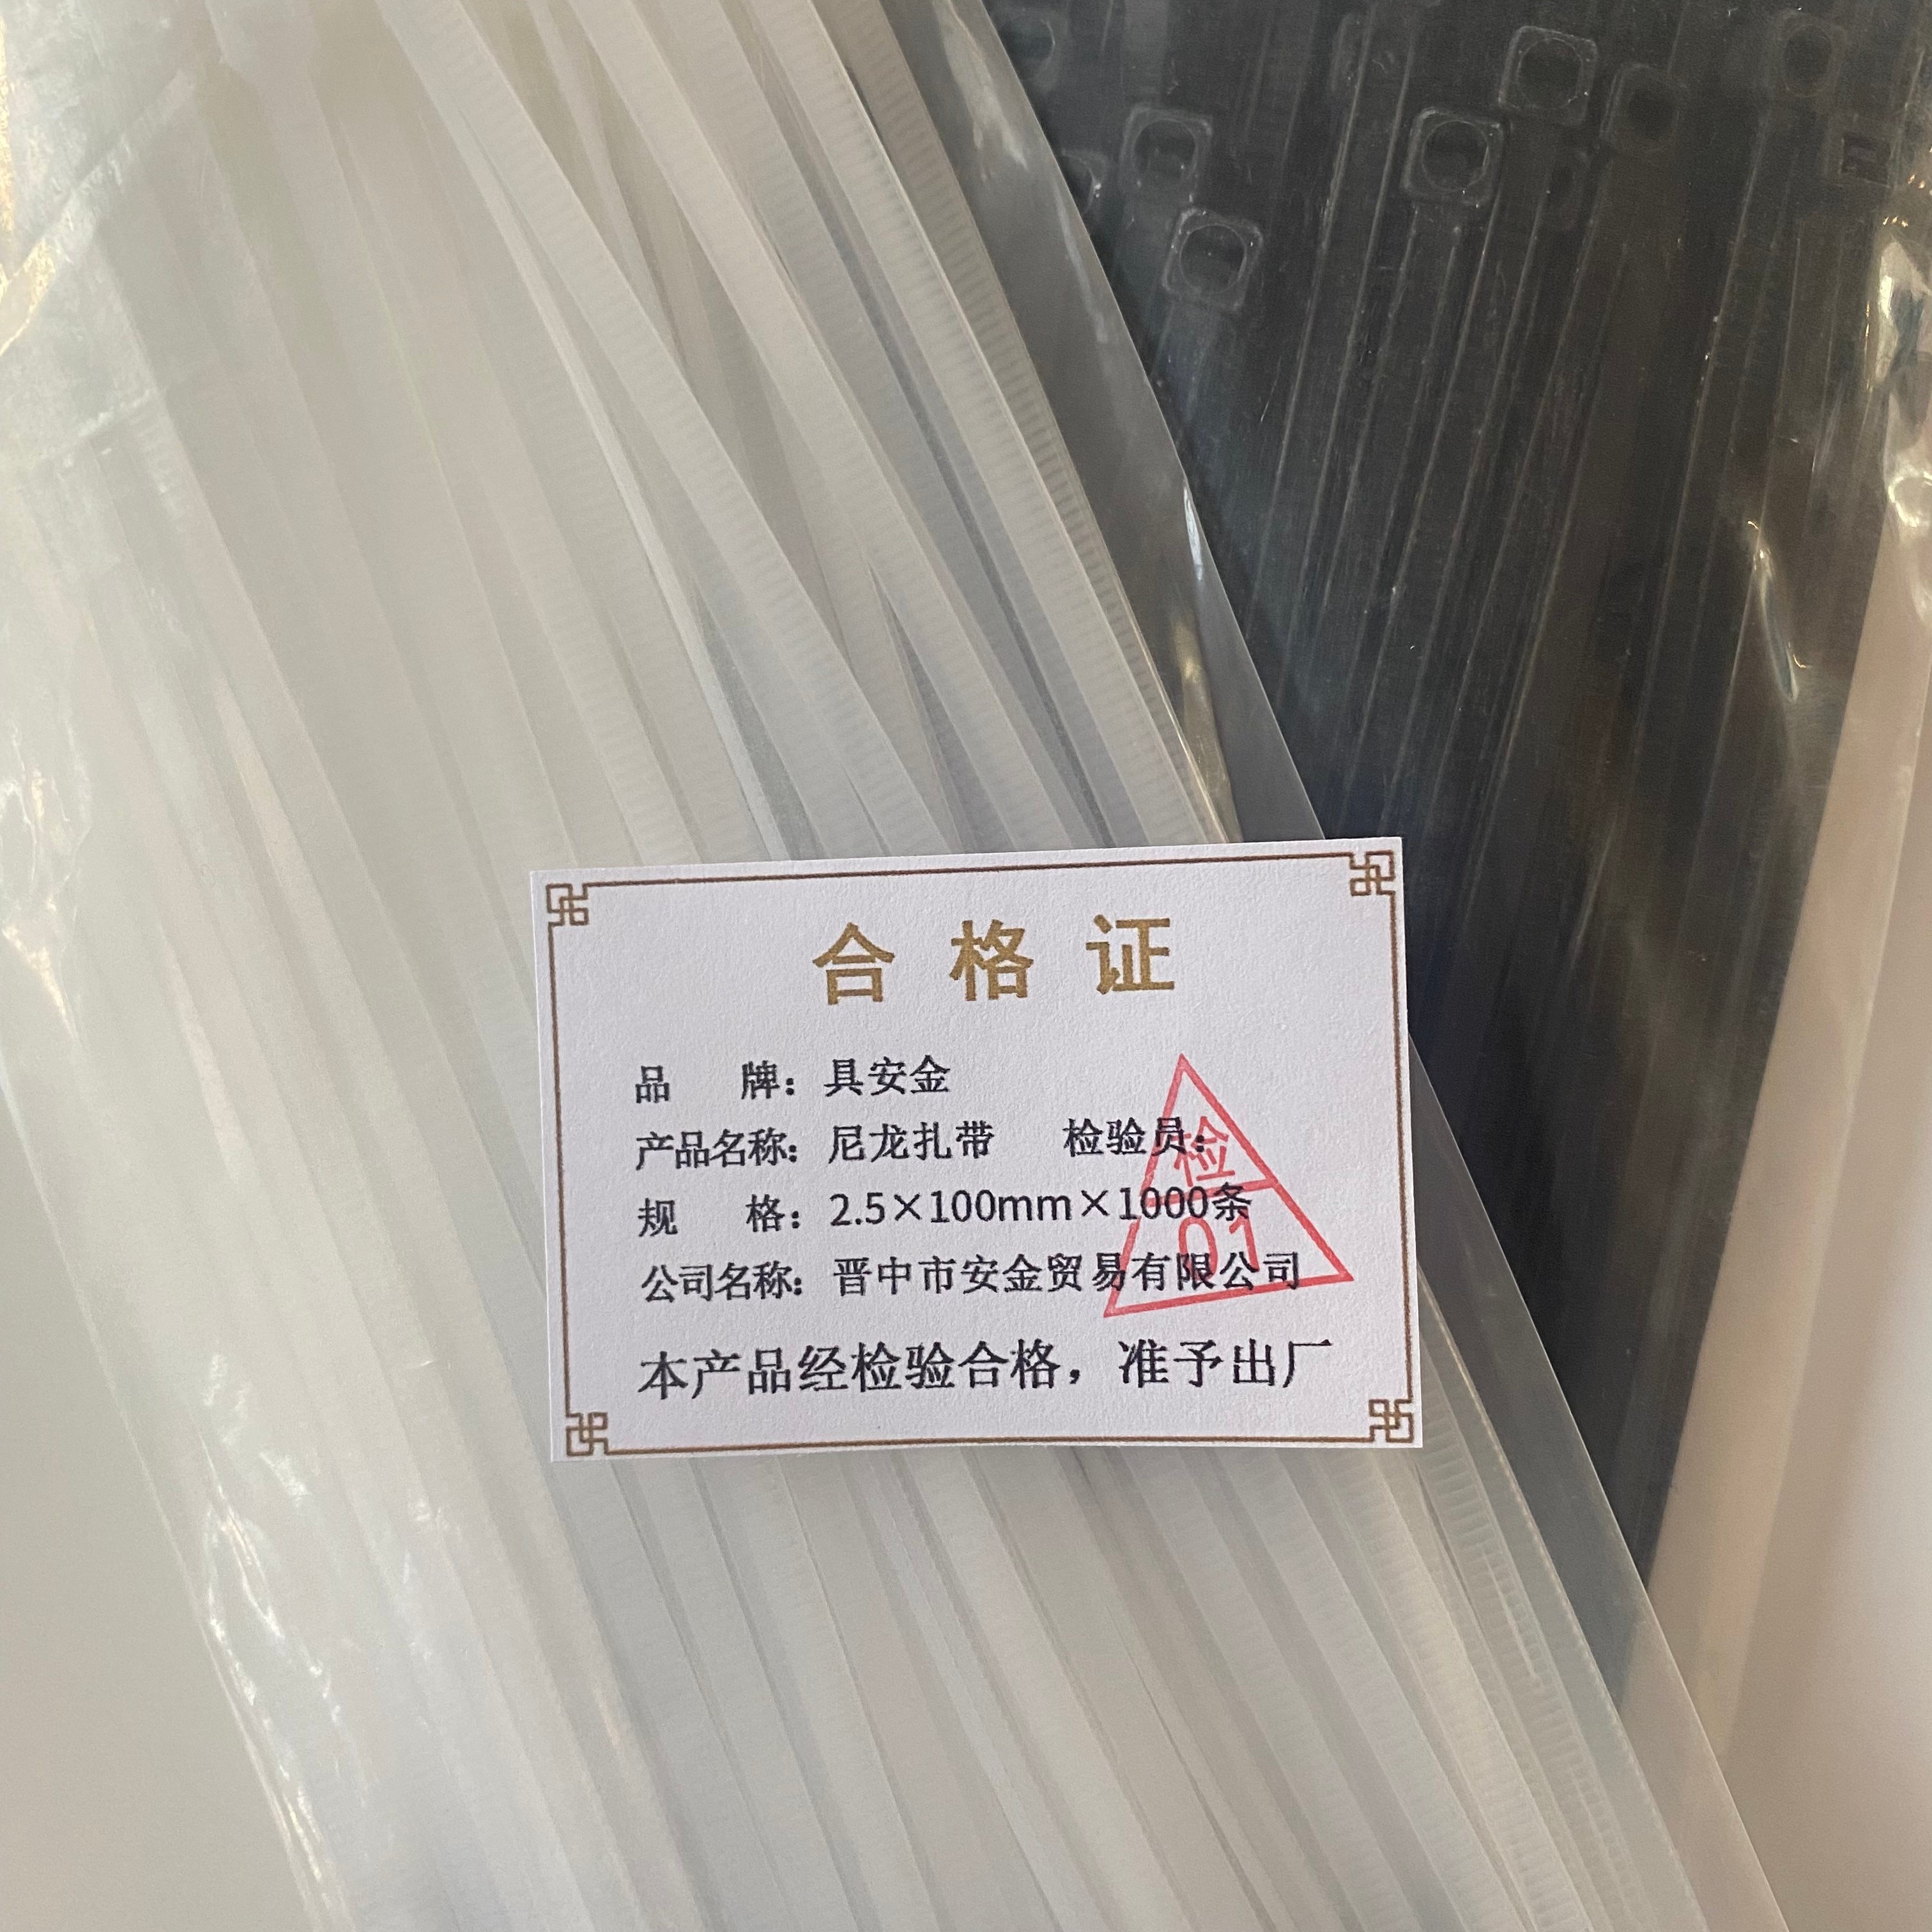 合格证
品 牌：具安金
产品名称：尼龙扎带 检验员：
检
规 格：2.5×100mm×1000条
01
公司名称：晋中市安金贸易有限公司
本产品经检验合格，准予出厂